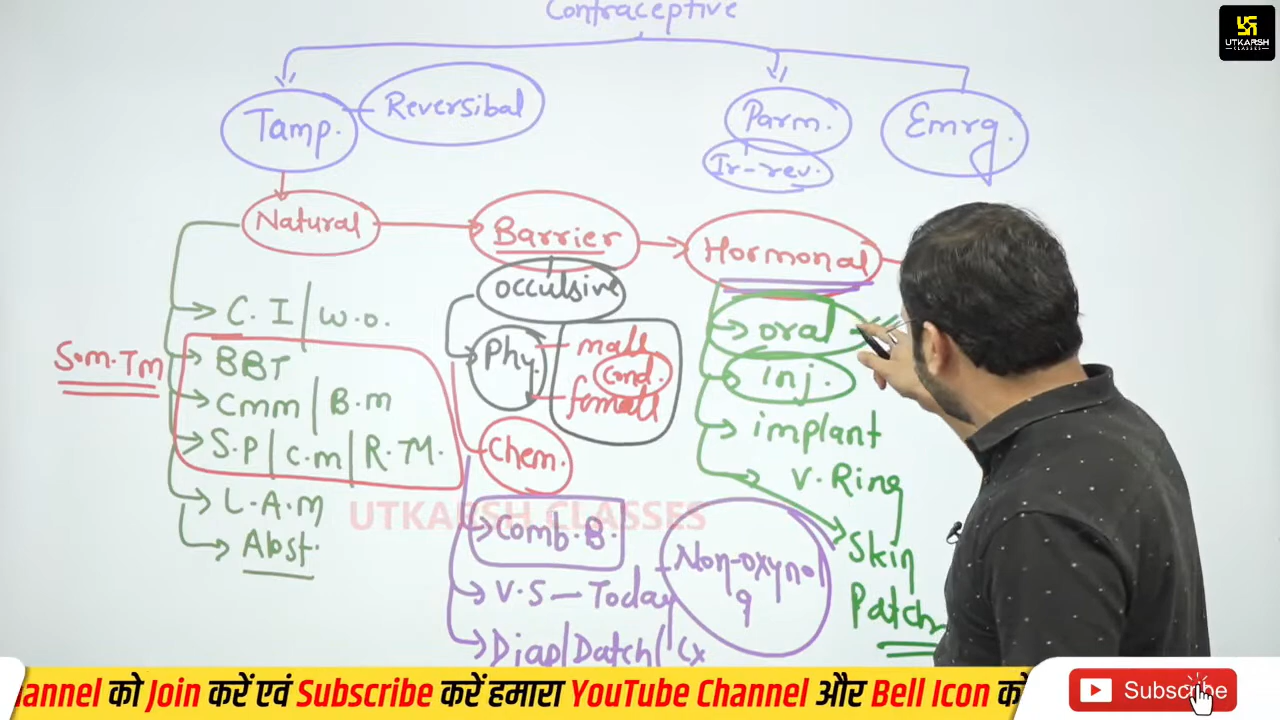 Contraceptive
UTKARSH
CLASSES
Tamp.
Reversibal
Parm.
Ir-rev.
Emrg.
Natural
Barrier
Hormonal
occulsive
C.I | W.O.
BBT
Cmm | B.m
S.P | C.m | R.T.M.
L.A.M
Abst.
S.m.Tm
Phy.
male
Cond.
female
Chem.
Comb.B.
V.S — Today
Diap/Datch/Cx
Non-oxynol
9
oral
Inj.
implant
V.Ring
Skin
Patch
UTKARSH CLASSES
hannel को Join करें एवं Subscribe करें हमारा YouTube Channel और Bell Icon को
Subscribe